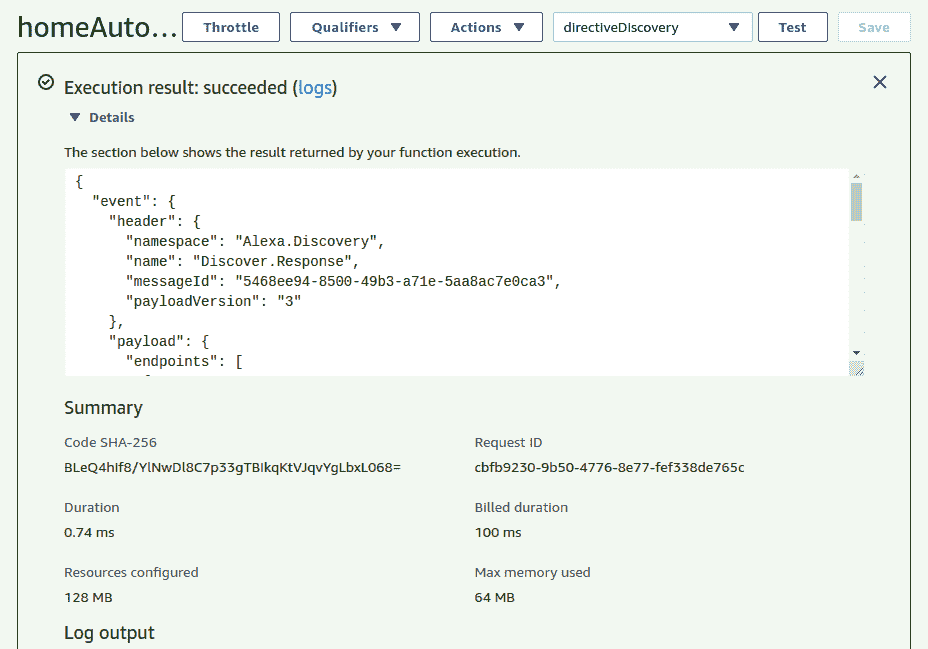 homeAuto... Throttle Qualifiers Actions directiveDiscovery Test Save
Execution result: succeeded (logs)
Details
The section below shows the result returned by your function execution.
{
"event": {
"header": {
"namespace": "Alexa.Discovery",
"name": "Discover.Response",
"messageId": "5468ee94-8500-49b3-a71e-5aa8ac7e0ca3",
"payloadVersion": "3"
},
"payload": {
"endpoints": [
Summary
Code SHA-256 Request ID
BLeQ4hIf8/YlNwDl8C7p33gTBIkqKtVJqvYgLbxL068= cbfb9230-9b50-4776-8e77-fef338de765c
Duration Billed duration
0.74 ms 100 ms
Resources configured Max memory used
128 MB 64 MB
Log output